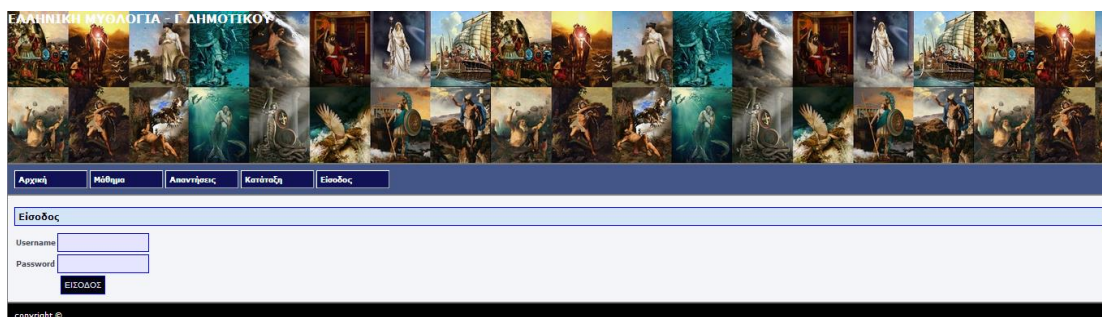 ΕΛΛΗΝΙΚΗ ΜΥΘΟΛΟΓΙΑ - Γ ΔΗΜΟΤΙΚΟΥ
Αρχική Μάθημα Απαντήσεις Κατάταξη Είσοδος
Είσοδος
Username
Password
ΕΙΣΟΔΟΣ
copyright ©